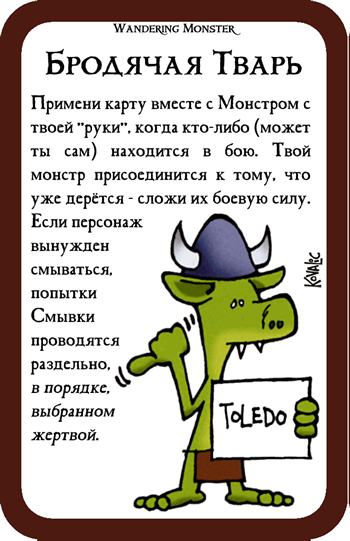 Wandering Monster
Бродячая Тварь
Примени карту вместе с Монстром с
твоей "руки", когда кто-либо (может
ты сам) находится в бою. Твой
монстр присоединится к тому, что
уже дерётся - сложи их боевую силу.
Если персонаж
вынужден
смываться,
попытки
Смывки
проводятся
раздельно,
в порядке,
выбранном
жертвой.
Kovalic
TOLEDO